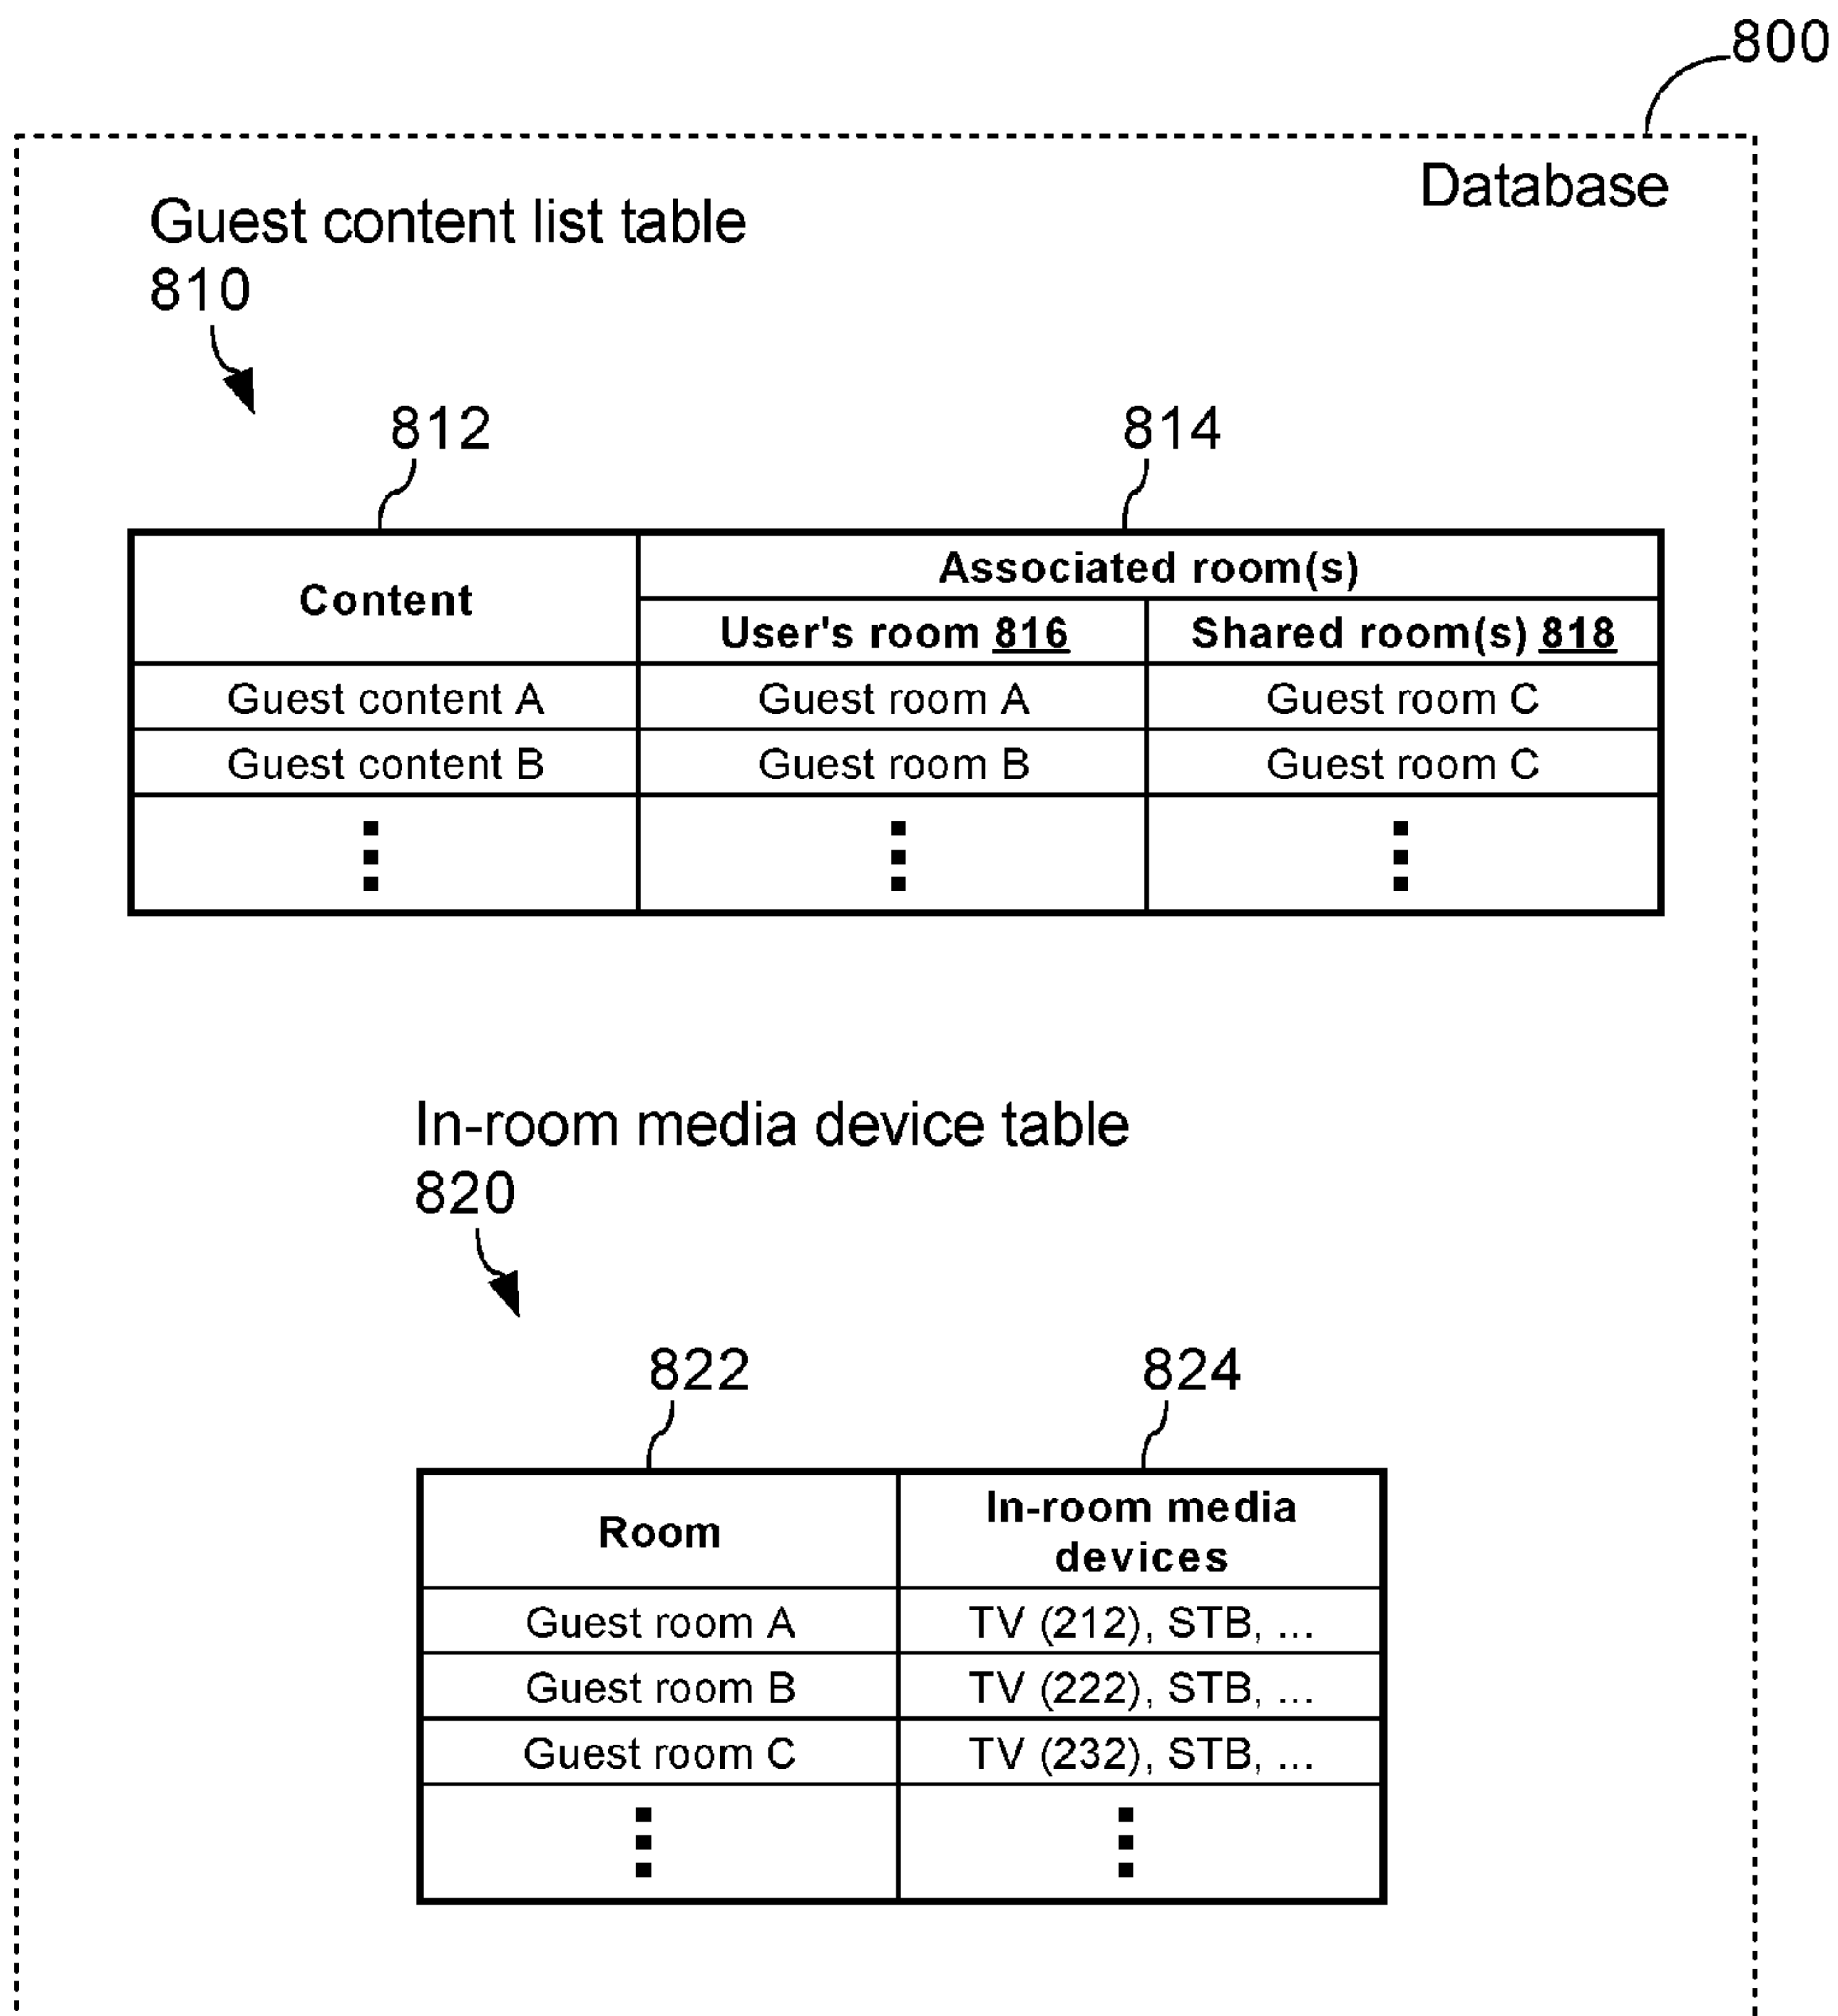 800
Database
Guest content list table
810
812 814
Content Associated room(s)
User's room 816 Shared room(s) 818
Guest content A Guest room A Guest room C
Guest content B Guest room B Guest room C
In-room media device table
820
822 824
Room In-room media
devices
Guest room A TV (212), STB, ...
Guest room B TV (222), STB, ...
Guest room C TV (232), STB, ...